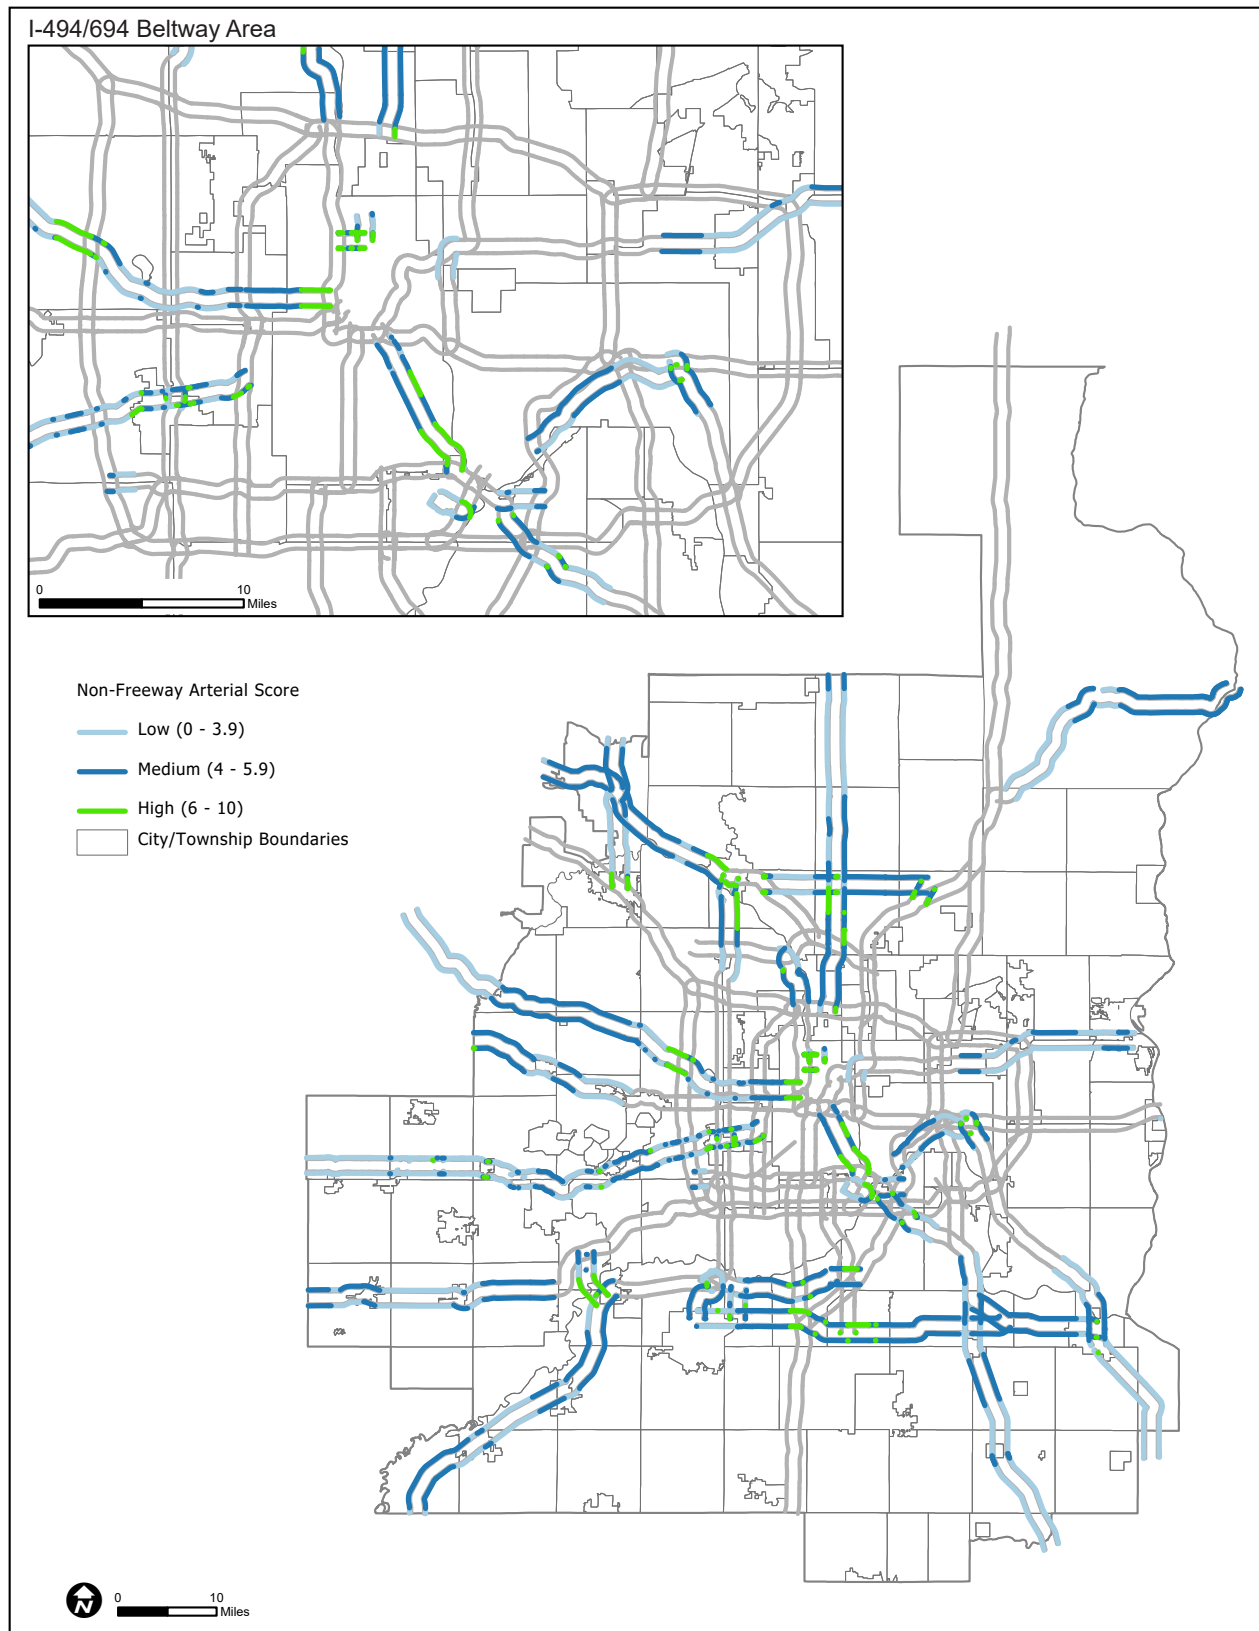 I-494/694 Beltway Area
0 10
Miles
Non-Freeway Arterial Score
Low (0 - 3.9)
Medium (4 - 5.9)
High (6 - 10)
City/Township Boundaries
N
0 10
Miles